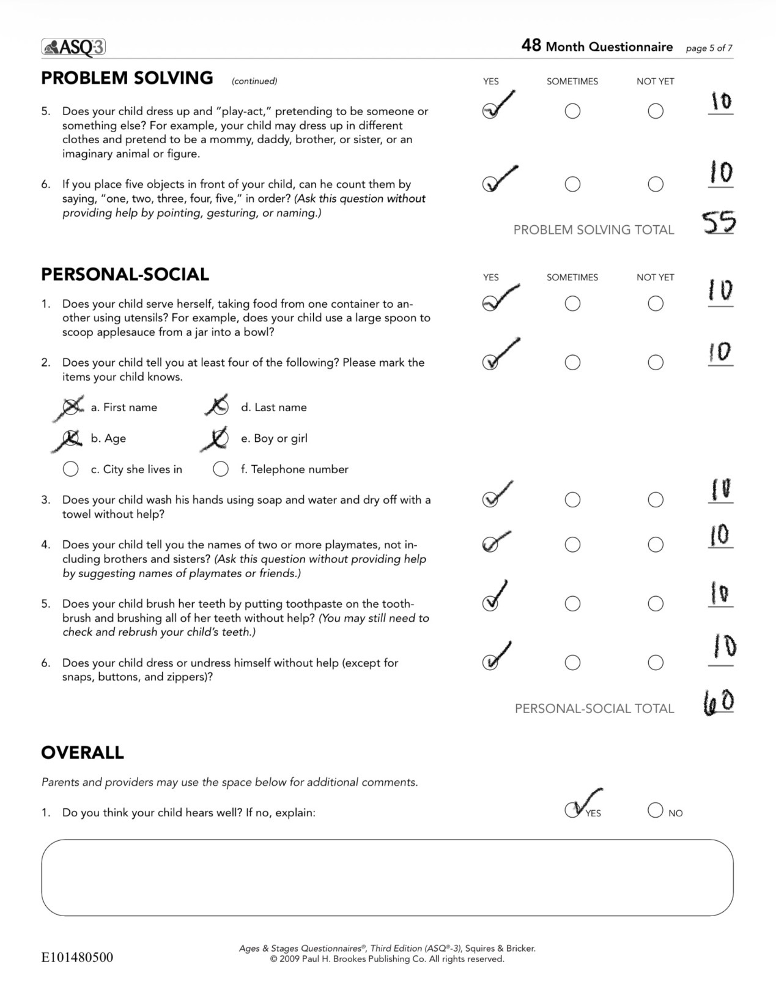 ASQ-3
48 Month Questionnaire page 5 of 7
PROBLEM SOLVING (continued)
YES SOMETIMES NOT YET
5. Does your child dress up and “play-act,” pretending to be someone or
something else? For example, your child may dress up in different
clothes and pretend to be a mommy, daddy, brother, or sister, or an
imaginary animal or figure.
10
6. If you place five objects in front of your child, can he count them by
saying, “one, two, three, four, five,” in order? (Ask this question without
providing help by pointing, gesturing, or naming.)
10
PROBLEM SOLVING TOTAL 55
PERSONAL-SOCIAL
YES SOMETIMES NOT YET
1. Does your child serve herself, taking food from one container to an-
other using utensils? For example, does your child use a large spoon to
scoop applesauce from a jar into a bowl?
10
2. Does your child tell you at least four of the following? Please mark the
items your child knows.
10
a. First name d. Last name
b. Age e. Boy or girl
c. City she lives in f. Telephone number
3. Does your child wash his hands using soap and water and dry off with a
towel without help?
10
4. Does your child tell you the names of two or more playmates, not in-
cluding brothers and sisters? (Ask this question without providing help
by suggesting names of playmates or friends.)
10
5. Does your child brush her teeth by putting toothpaste on the tooth-
brush and brushing all of her teeth without help? (You may still need to
check and rebrush your child’s teeth.)
10
6. Does your child dress or undress himself without help (except for
snaps, buttons, and zippers)?
10
PERSONAL-SOCIAL TOTAL 60
OVERALL
Parents and providers may use the space below for additional comments.
1. Do you think your child hears well? If no, explain: YES NO
Ages & Stages Questionnaires®, Third Edition (ASQ®-3), Squires & Bricker.
E101480500 © 2009 Paul H. Brookes Publishing Co. All rights reserved.